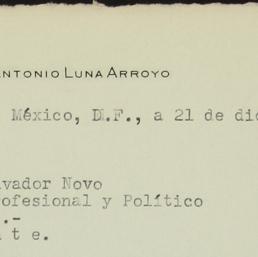 ANTONIO LUNA ARROYO
México, D.F., a 21 de dic
vador Novo
ofesional y Político
.-
t e.